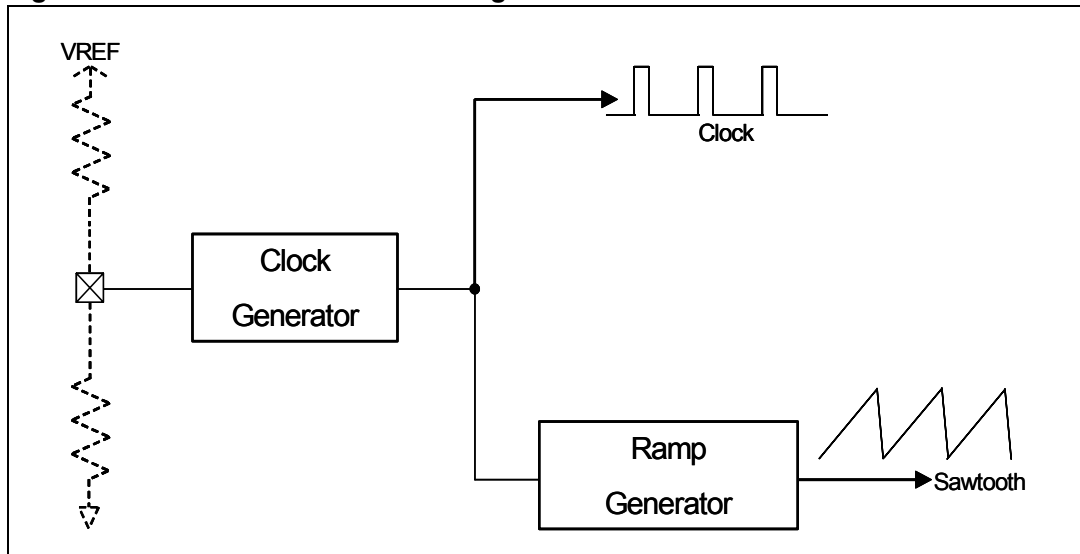 VREF
Clock
Clock
Generator
Ramp
Generator
Sawtooth